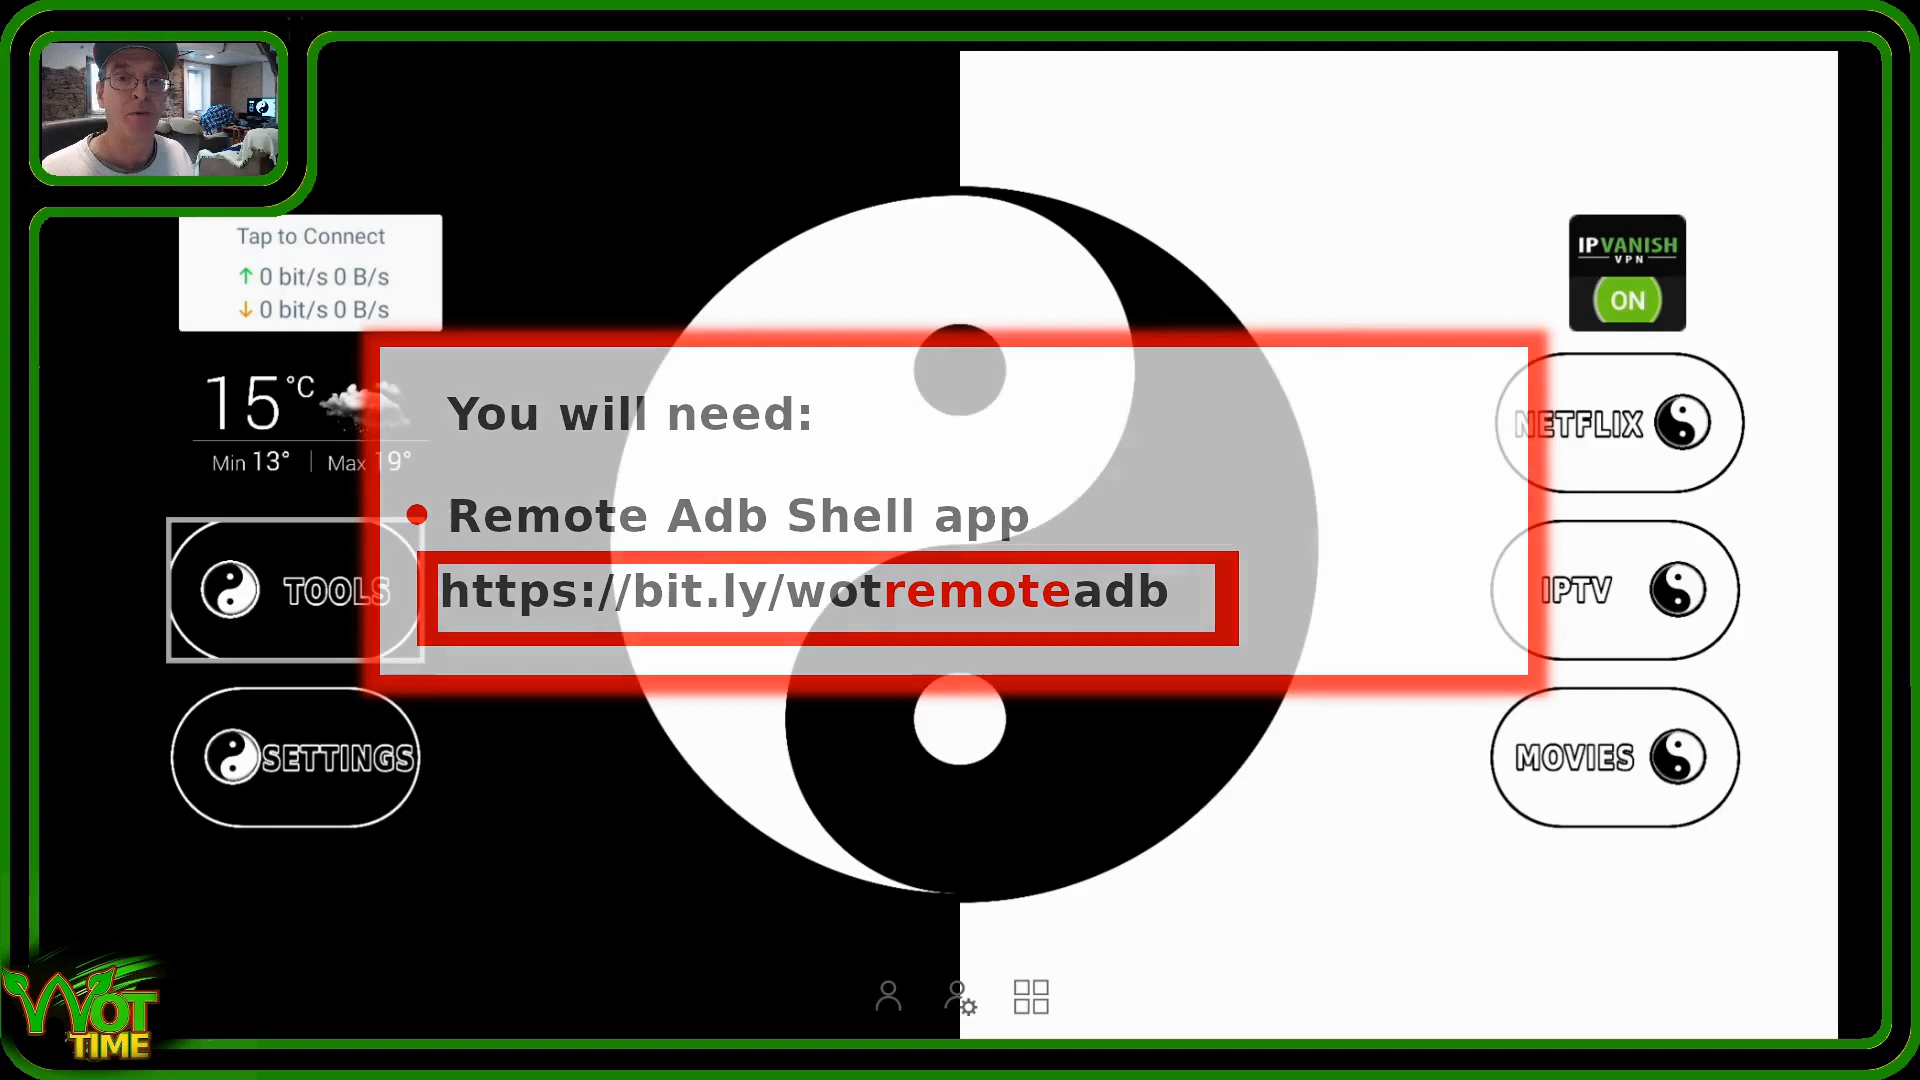 Tap to Connect
↑ 0 bit/s 0 B/s
↓ 0 bit/s 0 B/s
IPVANISH
VPN
ON
15 °C
Min 13° | Max 19°
You will need:
NETFLIX
• Remote Adb Shell app
https://bit.ly/wotremoteadb
TOOLS
IPTV
SETTINGS
MOVIES
WOT
TIME